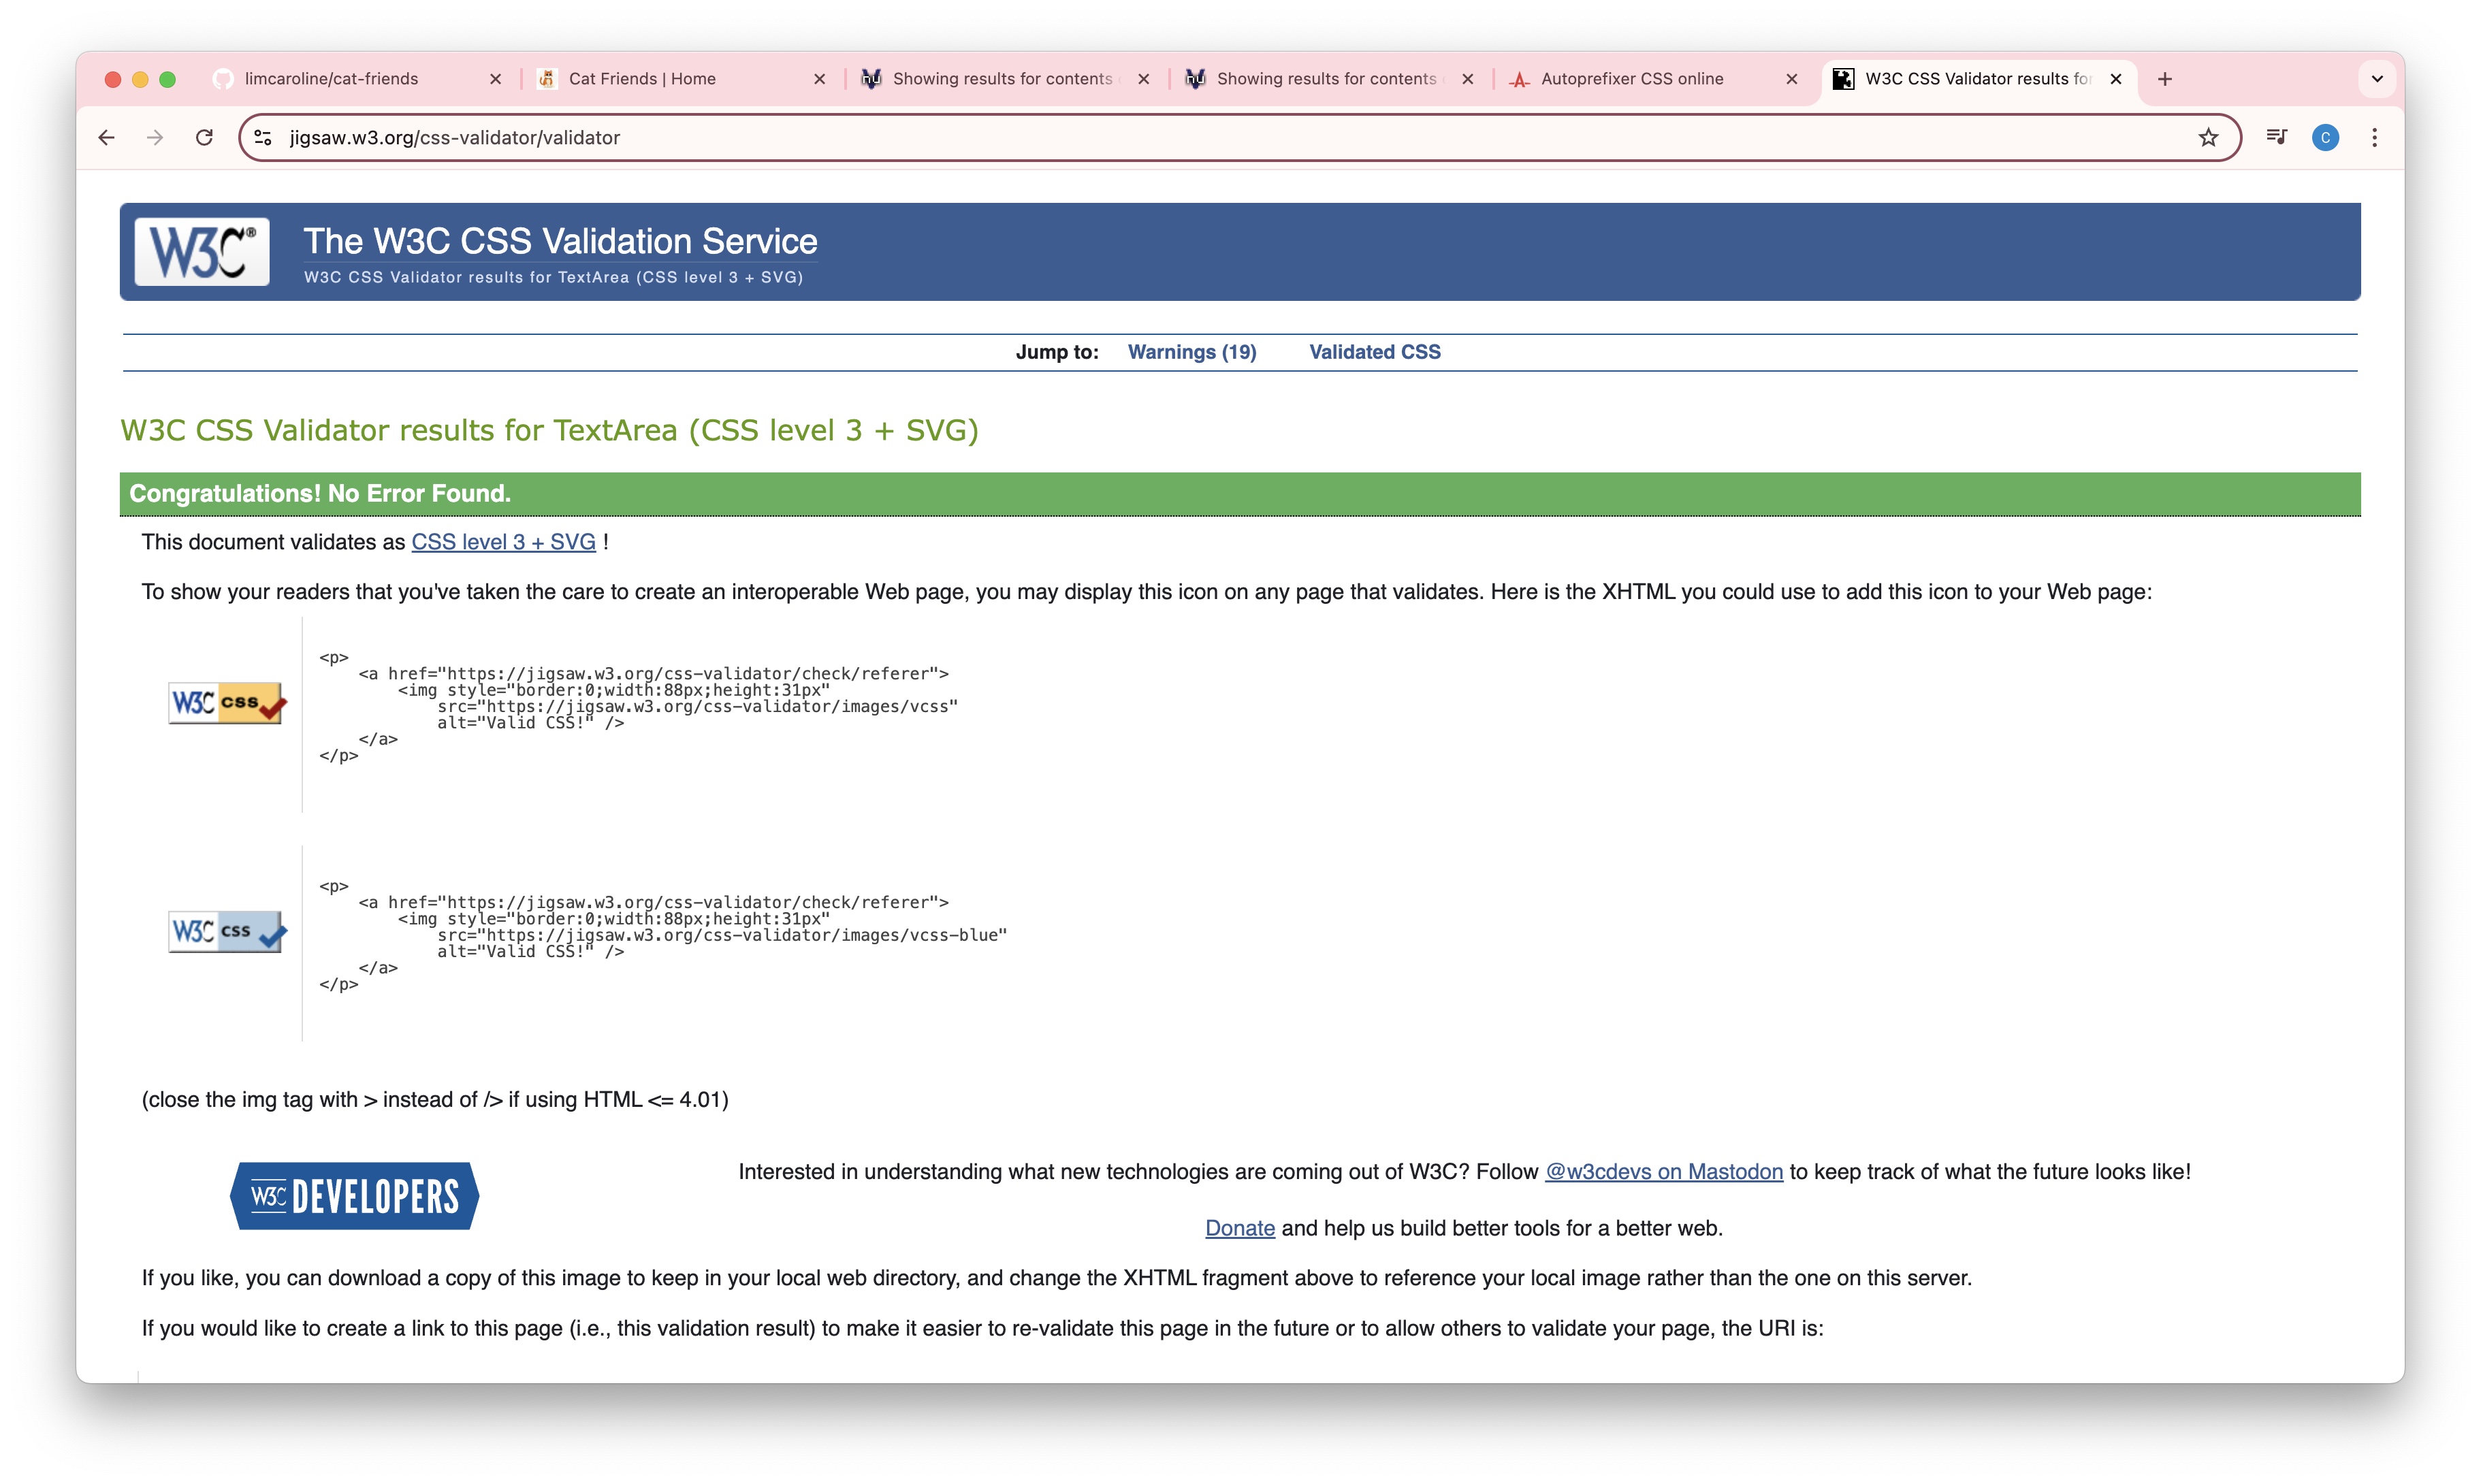 limcaroline/cat-friends
Cat Friends | Home
Showing results for contents
Showing results for contents
Autoprefixer CSS online
W3C CSS Validator results for
jigsaw.w3.org/css-validator/validator
C
W3C®
The W3C CSS Validation Service
W3C CSS Validator results for TextArea (CSS level 3 + SVG)
Jump to: Warnings (19) Validated CSS
W3C CSS Validator results for TextArea (CSS level 3 + SVG)
Congratulations! No Error Found.
This document validates as CSS level 3 + SVG !
To show your readers that you've taken the care to create an interoperable Web page, you may display this icon on any page that validates. Here is the XHTML you could use to add this icon to your Web page:
W3C css
<p>
<a href="https://jigsaw.w3.org/css-validator/check/referer">
<img style="border:0;width:88px;height:31px"
src="https://jigsaw.w3.org/css-validator/images/vcss"
alt="Valid CSS!" />
</a>
</p>
W3C css
<p>
<a href="https://jigsaw.w3.org/css-validator/check/referer">
<img style="border:0;width:88px;height:31px"
src="https://jigsaw.w3.org/css-validator/images/vcss-blue"
alt="Valid CSS!" />
</a>
</p>
(close the img tag with > instead of /> if using HTML <= 4.01)
W3C DEVELOPERS
Interested in understanding what new technologies are coming out of W3C? Follow @w3cdevs on Mastodon to keep track of what the future looks like!
Donate and help us build better tools for a better web.
If you like, you can download a copy of this image to keep in your local web directory, and change the XHTML fragment above to reference your local image rather than the one on this server.
If you would like to create a link to this page (i.e., this validation result) to make it easier to re-validate this page in the future or to allow others to validate your page, the URI is: